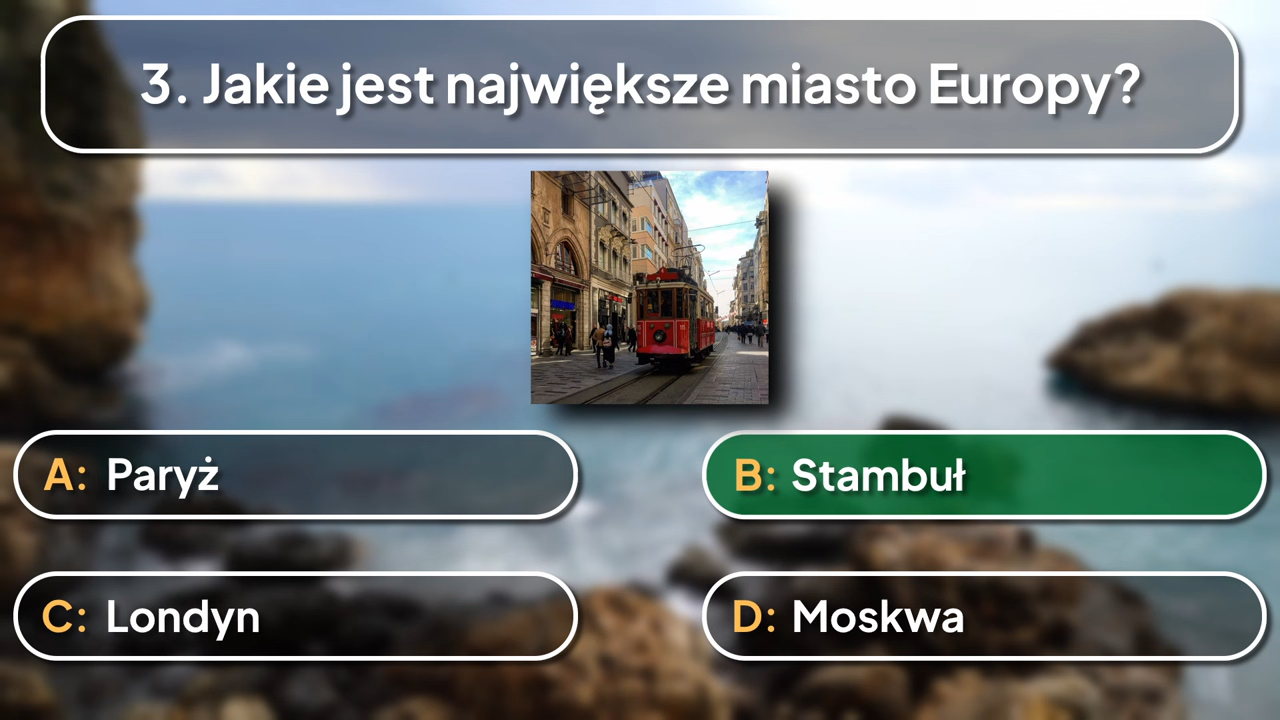 3. Jakie jest największe miasto Europy?
A: Paryż
B: Stambuł
C: Londyn
D: Moskwa